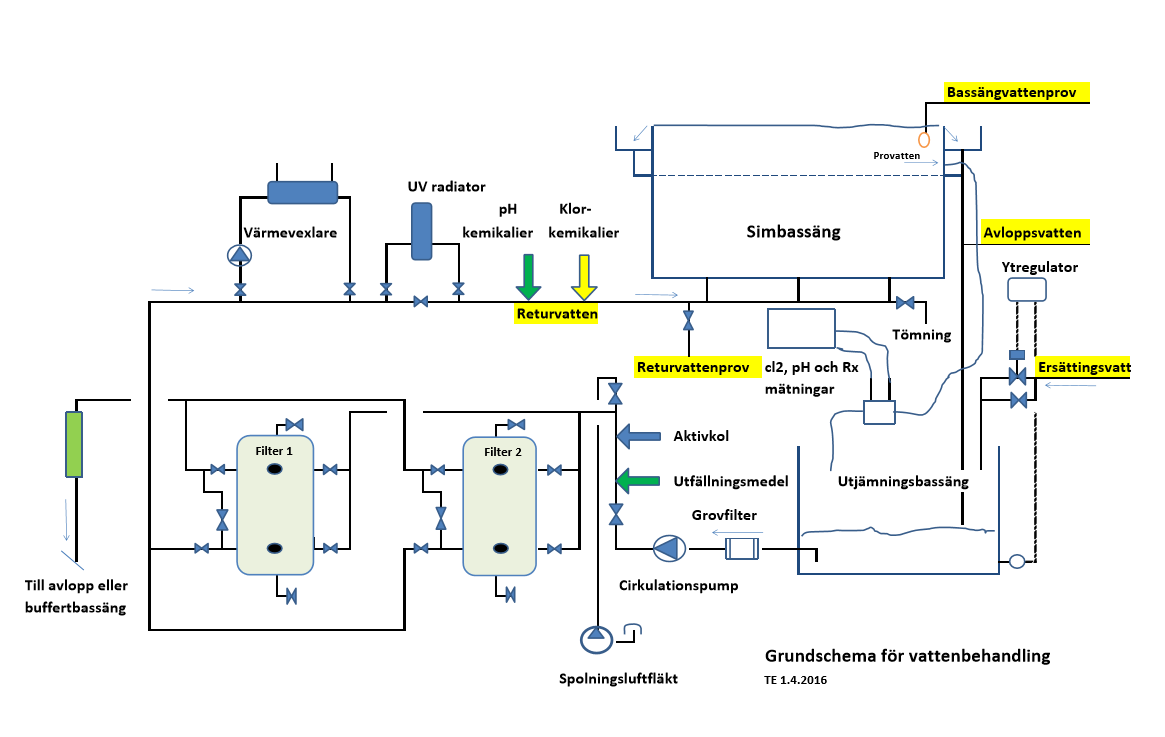 Bassängvattenprov
Provatten
UV radiator
pH
kemikalier
Klor-
kemikalier
Värmevexlare
Simbassäng
Avloppsvatten
Ytregulator
Returvatten
Tömning
Returvattenprov
cl2, pH och Rx
mätningar
Ersättingsvatt
Filter 1
Filter 2
Aktivkol
Utfällningsmedel
Utjämningsbassäng
Grovfilter
Cirkulationspump
Till avlopp eller
buffertbassäng
Spolningsluftfläkt
Grundschema för vattenbehandling
TE 1.4.2016